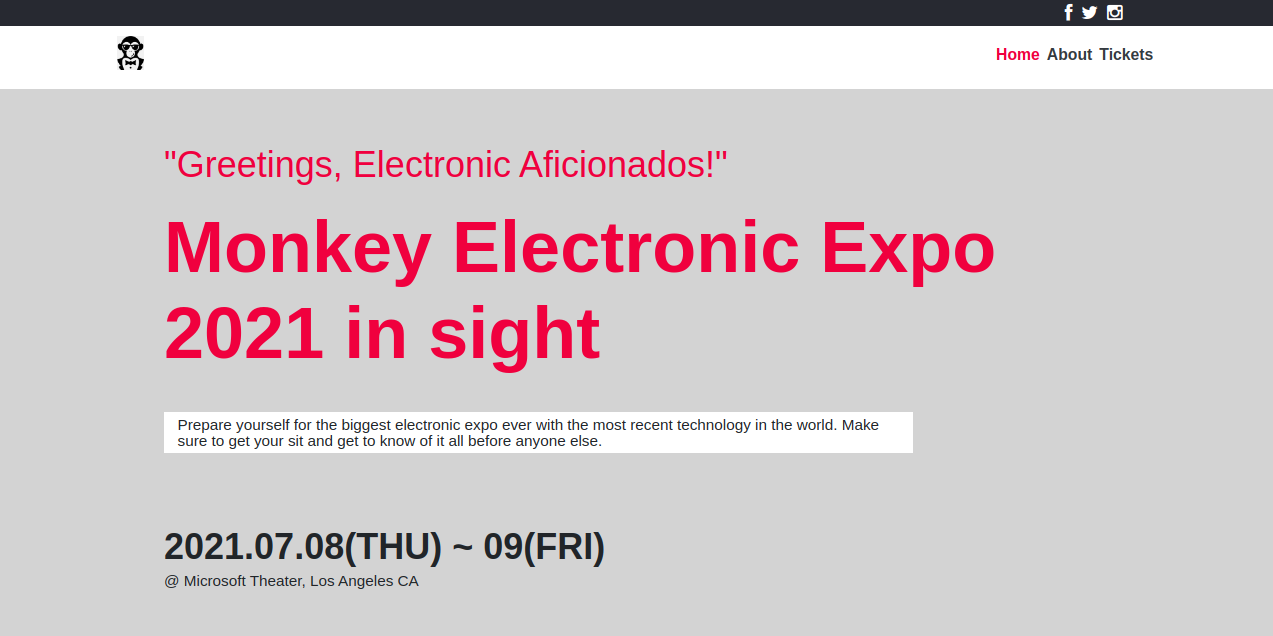 Home About Tickets
"Greetings, Electronic Aficionados!"
Monkey Electronic Expo
2021 in sight
Prepare yourself for the biggest electronic expo ever with the most recent technology in the world. Make
sure to get your sit and get to know of it all before anyone else.
2021.07.08(THU) ~ 09(FRI)
@ Microsoft Theater, Los Angeles CA